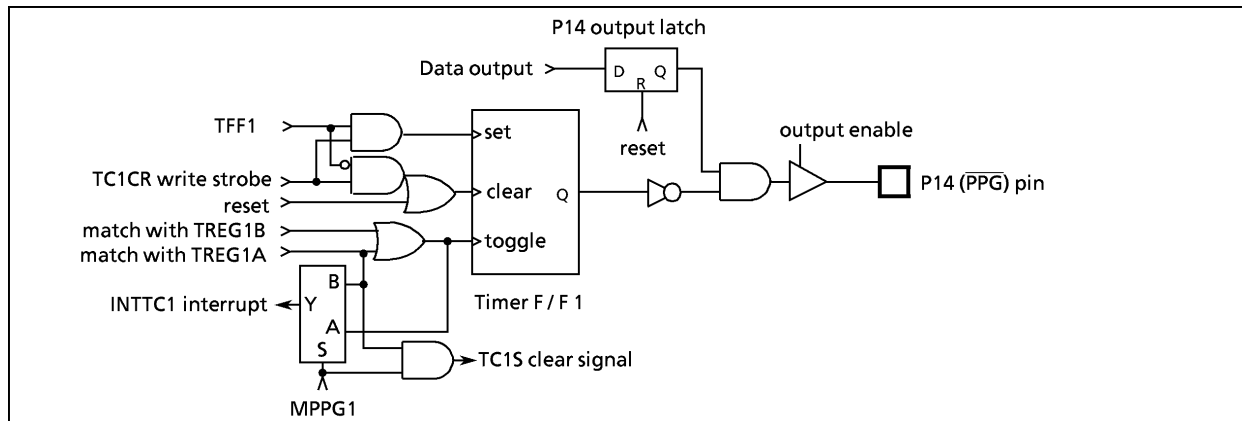 P14 output latch
Data output
D Q
R
reset
output enable
TFF1
set
TC1CR write strobe
clear
Q
P14 (P̅P̅G̅) pin
reset
match with TREG1B
toggle
match with TREG1A
B
INTTC1 interrupt
Y
Timer F / F 1
A
S
TC1S clear signal
MPPG1